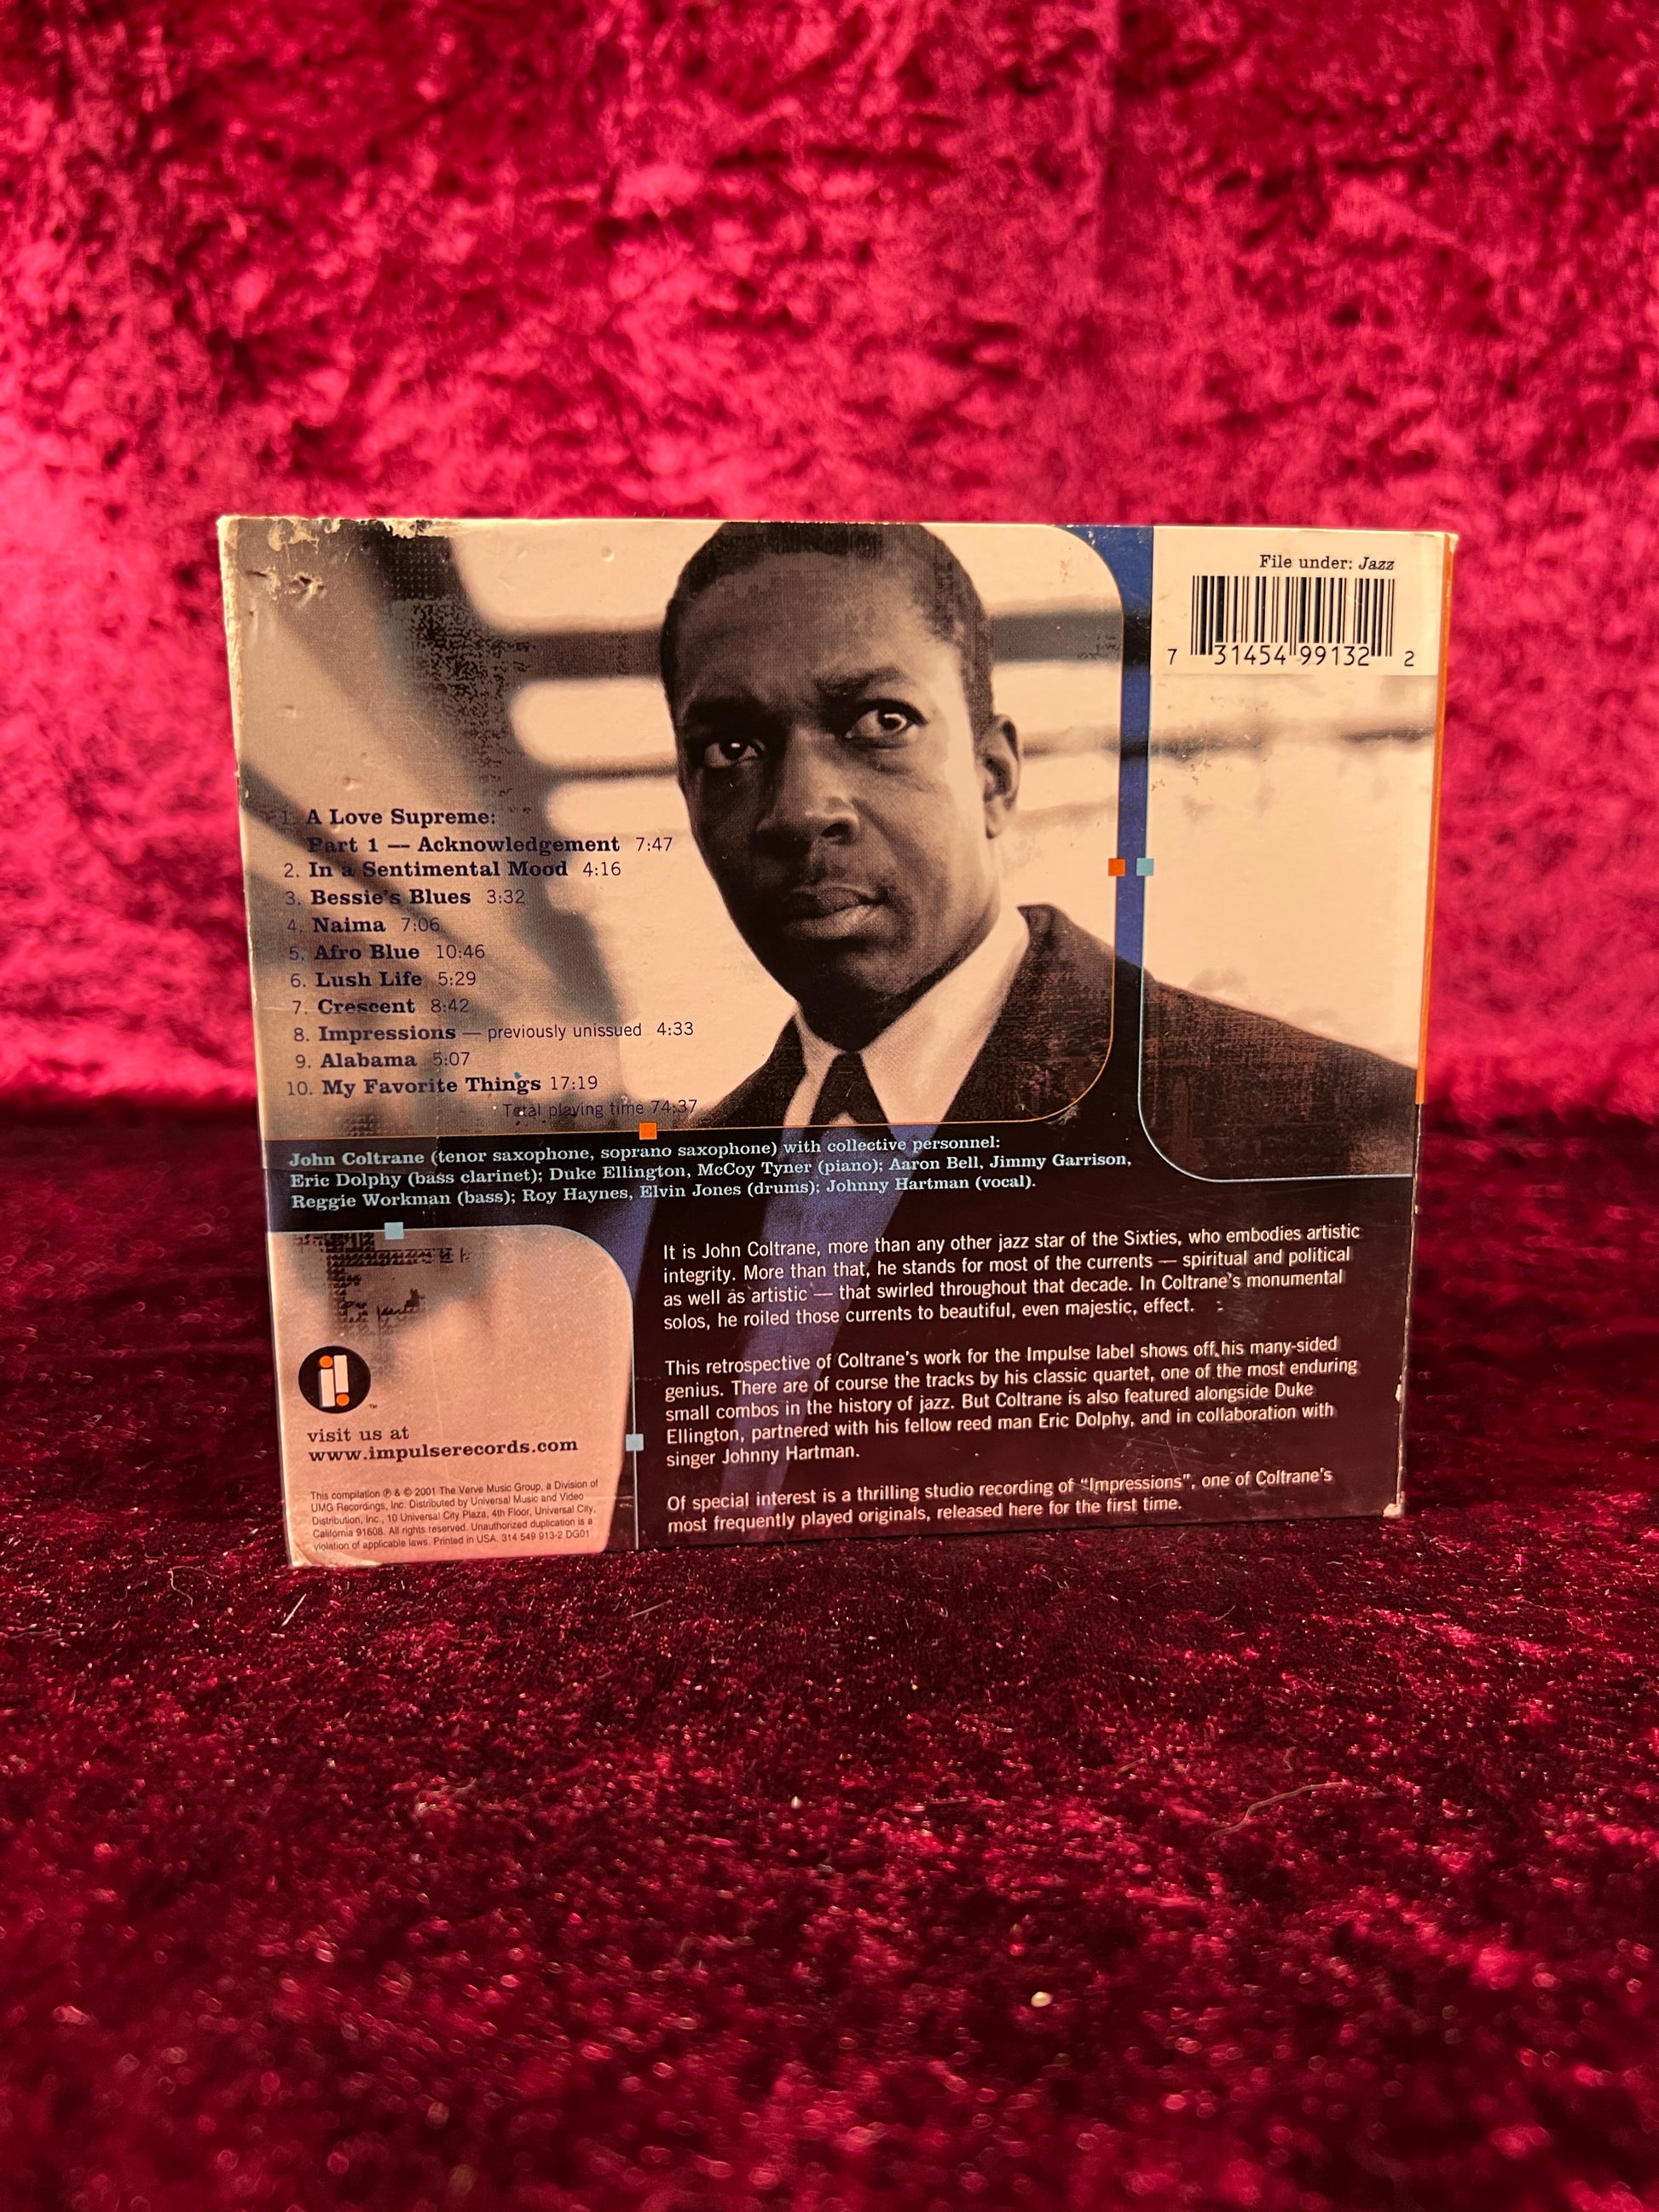 File under: Jazz
7 31454 99132 2
1. A Love Supreme:
Part 1 — Acknowledgement 7:47
2. In a Sentimental Mood 4:16
3. Bessie's Blues 3:32
4. Naima 7:06
5. Afro Blue 10:46
6. Lush Life 5:29
7. Crescent 8:42
8. Impressions — previously unissued 4:33
9. Alabama 5:07
10. My Favorite Things 17:19
Total playing time 74:37
John Coltrane (tenor saxophone, soprano saxophone) with collective personnel:
Eric Dolphy (bass clarinet); Duke Ellington, McCoy Tyner (piano); Aaron Bell, Jimmy Garrison,
Reggie Workman (bass); Roy Haynes, Elvin Jones (drums); Johnny Hartman (vocal).
It is John Coltrane, more than any other jazz star of the Sixties, who embodies artistic
integrity. More than that, he stands for most of the currents — spiritual and political
as well as artistic — that swirled throughout that decade. In Coltrane's monumental
solos, he roiled those currents to beautiful, even majestic, effect.
This retrospective of Coltrane's work for the Impulse label shows off his many-sided
genius. There are of course the tracks by his classic quartet, one of the most enduring
small combos in the history of jazz. But Coltrane is also featured alongside Duke
Ellington, partnered with his fellow reed man Eric Dolphy, and in collaboration with
singer Johnny Hartman.
Of special interest is a thrilling studio recording of "Impressions", one of Coltrane's
most frequently played originals, released here for the first time.
i!
™
visit us at
www.impulserecords.com
This compilation ℗ & © 2001 The Verve Music Group, a Division of
UMG Recordings, Inc. Distributed by Universal Music and Video
Distribution, Inc., 10 Universal City Plaza, 4th Floor, Universal City,
California 91608. All rights reserved. Unauthorized duplication is a
violation of applicable laws. Printed in USA. 314 549 913-2 DG01